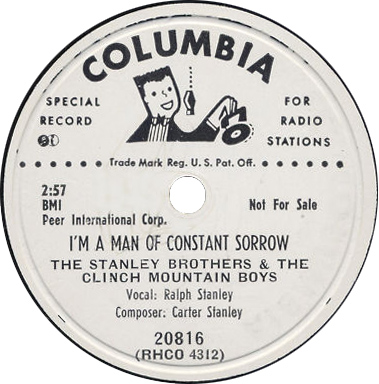 COLUMBIA
SPECIAL
RECORD
FOR
RADIO
STATIONS
Trade Mark Reg. U.S. Pat. Off.
2:57
BMI
Peer International Corp.
Not For Sale
I'M A MAN OF CONSTANT SORROW
THE STANLEY BROTHERS & THE
CLINCH MOUNTAIN BOYS
Vocal: Ralph Stanley
Composer: Carter Stanley
20816
(RHCO 4312)